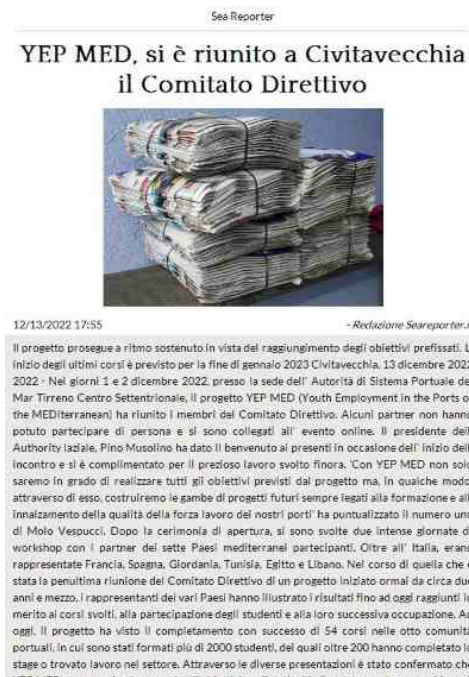 Sea Reporter
YEP MED, si è riunito a Civitavecchia
il Comitato Direttivo
12/13/2022 17:55
- Redazione Seareporter.
Il progetto prosegue a ritmo sostenuto in vista del raggiungimento degli obiettivi prefissati. L
inizio degli ultimi corsi è previsto per la fine di gennaio 2023 Civitavecchia, 13 dicembre 2022
2022 - Nei giorni 1 e 2 dicembre 2022, presso la sede dell' Autorità di Sistema Portuale de
Mar Tirreno Centro Settentrionale, il progetto YEP MED (Youth Employment in the Ports o
the MEDiterranean) ha riunito i membri del Comitato Direttivo. Alcuni partner non hanno
potuto partecipare di persona e si sono collegati all' evento online. Il presidente dell
Authority laziale, Pino Musolino ha dato il benvenuto ai presenti in occasione dell' inizio dell
incontro e si è complimentato per il prezioso lavoro svolto finora. 'Con YEP MED non solo
saremo in grado di realizzare tutti gli obiettivi previsti dal progetto ma, in qualche modo
attraverso di esso, costruiremo le gambe di progetti futuri sempre legati alla formazione e all
innalzamento della qualità della forza lavoro dei nostri porti' ha puntualizzato il numero uno
di Molo Vespucci. Dopo la cerimonia di apertura, si sono svolte due intense giornate d
workshop con i partner dei sette Paesi mediterranei partecipanti. Oltre all' Italia, erano
rappresentate Francia, Spagna, Giordania, Tunisia, Egitto e Libano. Nel corso di quella che è
stata la penultima riunione del Comitato Direttivo di un progetto iniziato ormai da circa due
anni e mezzo, i rappresentanti dei vari Paesi hanno illustrato i risultati fino ad oggi raggiunti in
merito ai corsi svolti, alla partecipazione degli studenti e alla loro successiva occupazione. Ad
oggi, il progetto ha visto il completamento con successo di 54 corsi nelle otto comunità
portuali, in cui sono stati formati più di 2000 studenti, dei quali oltre 200 hanno completato lo
stage o trovato lavoro nel settore. Attraverso le diverse presentazioni è stato confermato che